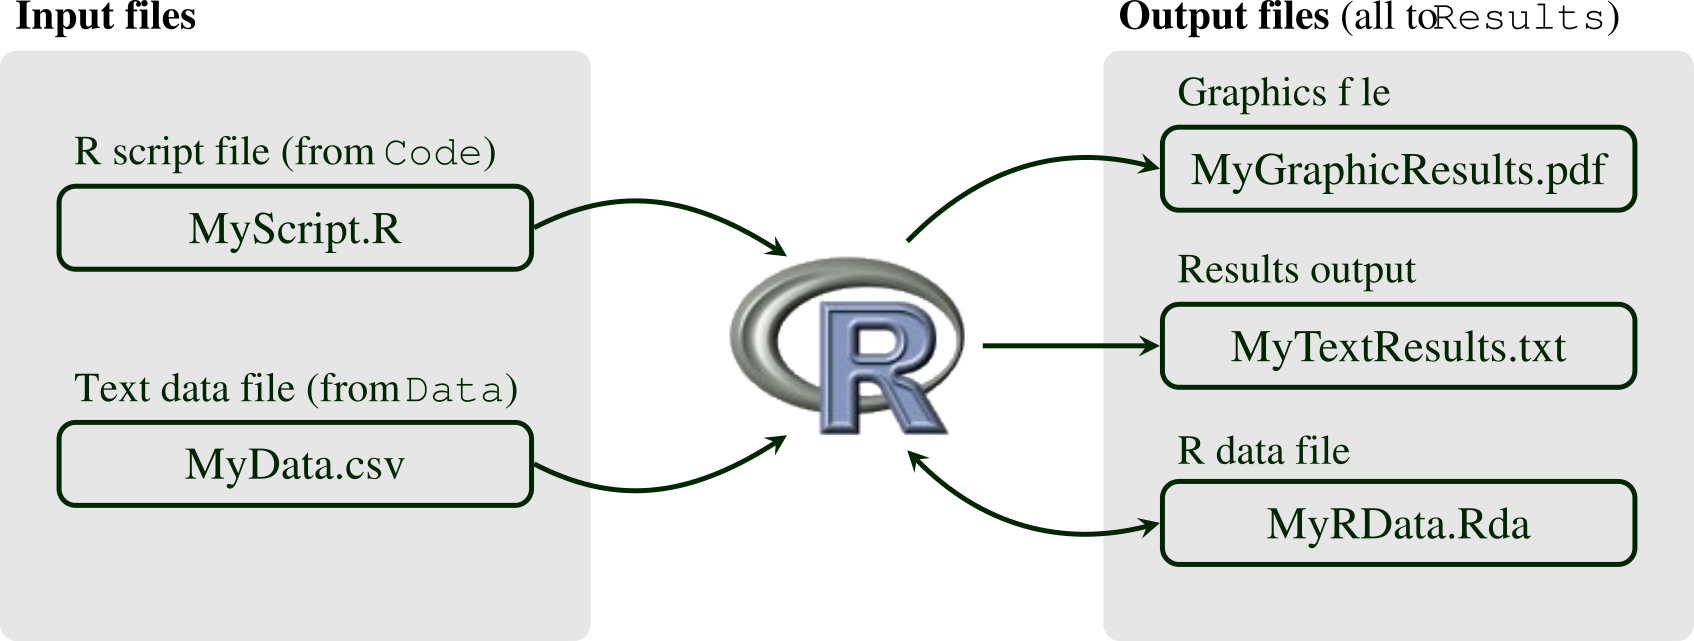 Input files
R script file (from Code)
MyScript.R
Text data file (from Data)
MyData.csv
R
Output files (all to Results)
Graphics f le
MyGraphicResults.pdf
Results output
MyTextResults.txt
R data file
MyRData.Rda